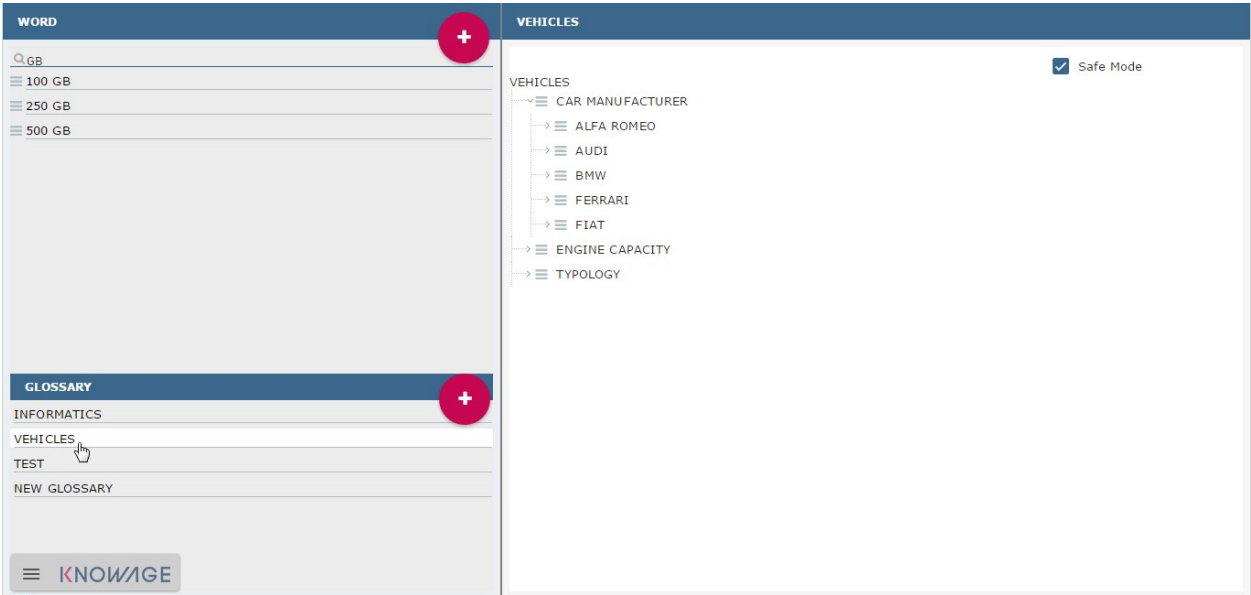 WORD
GB
100 GB
250 GB
500 GB
GLOSSARY
INFORMATICS
VEHICLES
TEST
NEW GLOSSARY
KNOWAGE
VEHICLES
Safe Mode
VEHICLES
CAR MANUFACTURER
ALFA ROMEO
AUDI
BMW
FERRARI
FIAT
ENGINE CAPACITY
TYPOLOGY